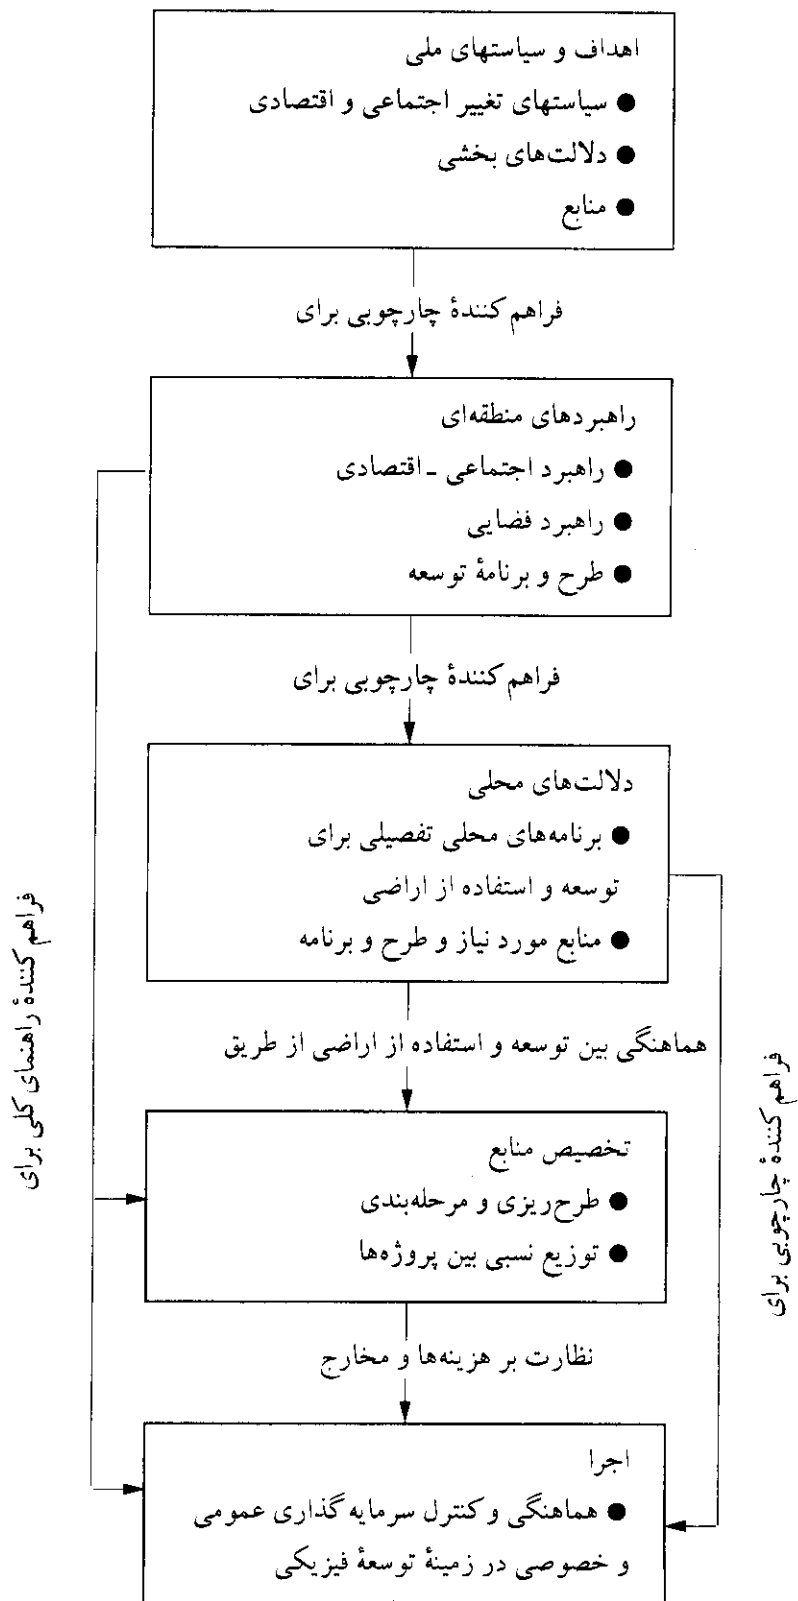 اهداف و سیاستهای ملی
● سیاستهای تغییر اجتماعی و اقتصادی
● دلالت‌های بخشی
● منابع
فراهم کنندهٔ چارچوبی برای
راهبردهای منطقه‌ای
● راهبرد اجتماعی ـ اقتصادی
● راهبرد فضایی
● طرح و برنامهٔ توسعه
فراهم کنندهٔ چارچوبی برای
دلالت‌های محلی
● برنامه‌های محلی تفصیلی برای
توسعه و استفاده از اراضی
● منابع مورد نیاز و طرح و برنامه
هماهنگی بین توسعه و استفاده از اراضی از طریق
تخصیص منابع
● طرح‌ریزی و مرحله‌بندی
● توزیع نسبی بین پروژه‌ها
نظارت بر هزینه‌ها و مخارج
اجرا
● هماهنگی و کنترل سرمایه گذاری عمومی
و خصوصی در زمینهٔ توسعهٔ فیزیکی
فراهم کنندهٔ چارچوبی برای
فراهم کنندهٔ راهنمای کلی برای